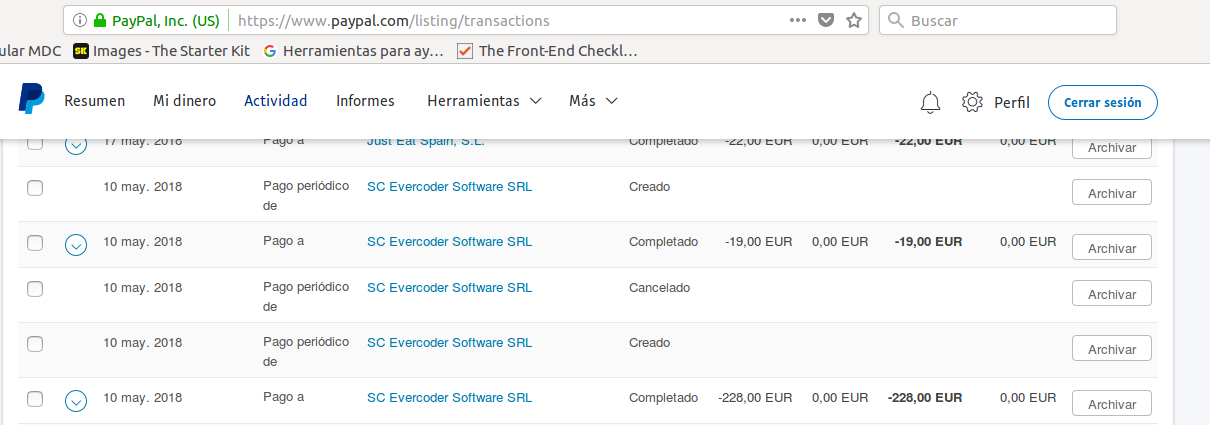 PayPal, Inc. (US) https://www.paypal.com/listing/transactions Buscar
ular MDC Images - The Starter Kit Herramientas para ay… The Front-End Checkl…
Resumen Mi dinero Actividad Informes Herramientas Más Perfil Cerrar sesión
17 may. 2018 Pago a Just Eat Spain, S.L. Completado -22,00 EUR 0,00 EUR -22,00 EUR 0,00 EUR Archivar
10 may. 2018 Pago periódico SC Evercoder Software SRL Creado Archivar
de
10 may. 2018 Pago a SC Evercoder Software SRL Completado -19,00 EUR 0,00 EUR -19,00 EUR 0,00 EUR Archivar
10 may. 2018 Pago periódico SC Evercoder Software SRL Cancelado Archivar
de
10 may. 2018 Pago periódico SC Evercoder Software SRL Creado Archivar
de
10 may. 2018 Pago a SC Evercoder Software SRL Completado -228,00 EUR 0,00 EUR -228,00 EUR 0,00 EUR Archivar